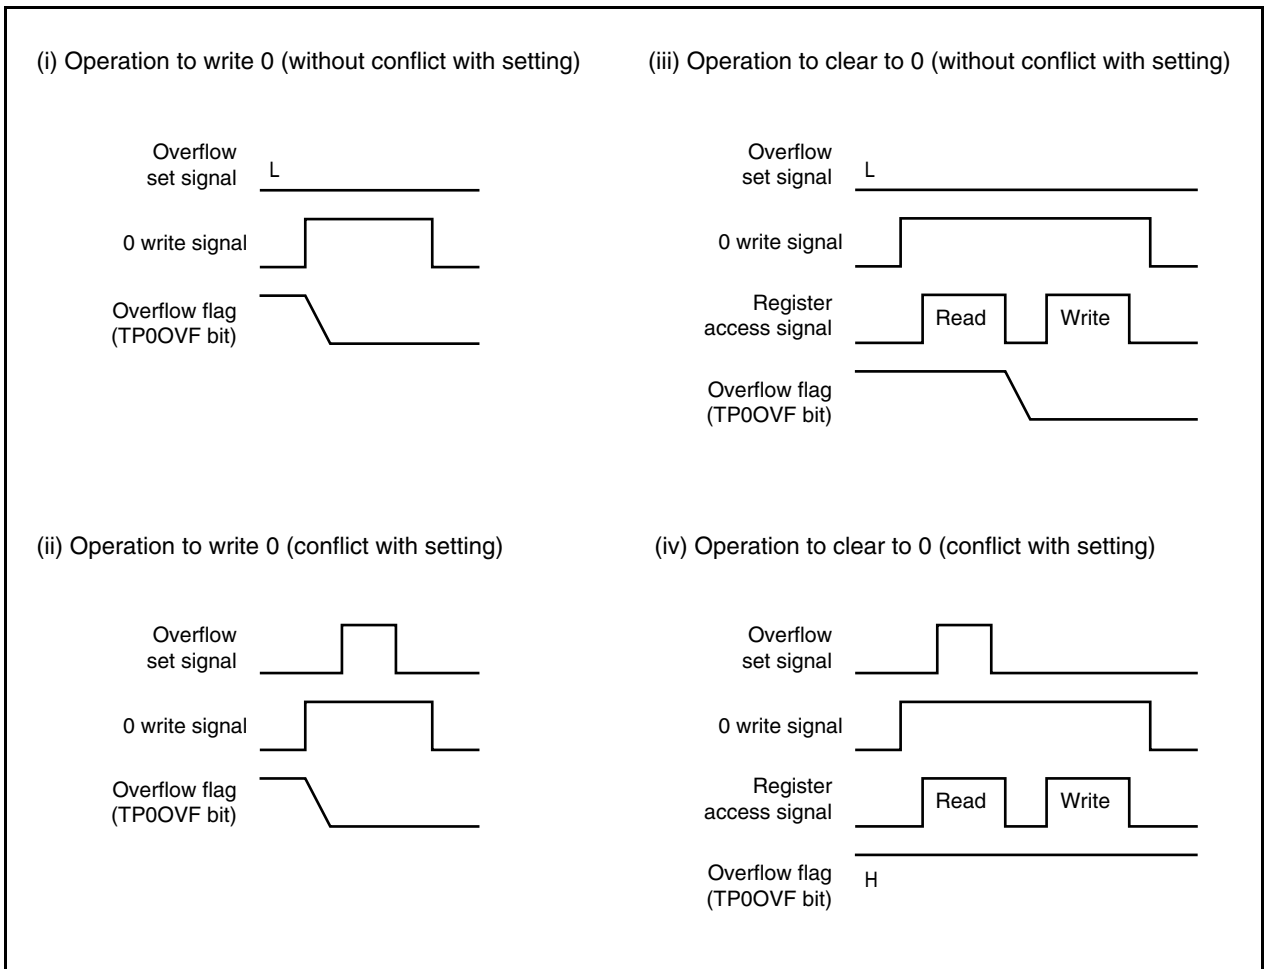 (i) Operation to write 0 (without conflict with setting)
Overflow
set signal
L
0 write signal
Overflow flag
(TP0OVF bit)
(iii) Operation to clear to 0 (without conflict with setting)
Overflow
set signal
L
0 write signal
Register
access signal
Read
Write
Overflow flag
(TP0OVF bit)
(ii) Operation to write 0 (conflict with setting)
Overflow
set signal
0 write signal
Overflow flag
(TP0OVF bit)
(iv) Operation to clear to 0 (conflict with setting)
Overflow
set signal
0 write signal
Register
access signal
Read
Write
Overflow flag
(TP0OVF bit)
H